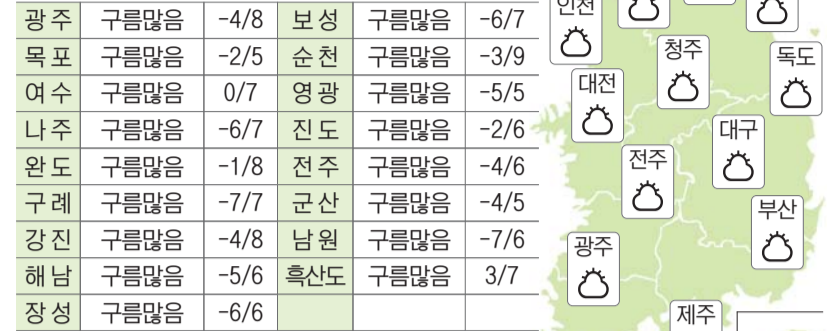 광주 구름많음 -4/8 보성 구름많음 -6/7
목포 구름많음 -2/5 순천 구름많음 -3/9
여수 구름많음 0/7 영광 구름많음 -5/5
나주 구름많음 -6/7 진도 구름많음 -2/6
완도 구름많음 -1/8 전주 구름많음 -4/6
구례 구름많음 -7/7 군산 구름많음 -4/5
강진 구름많음 -4/8 남원 구름많음 -7/6
해남 구름많음 -5/6 흑산도 구름많음 3/7
장성 구름많음 -6/6
인천
청주
독도
대전
대구
전주
부산
광주
제주